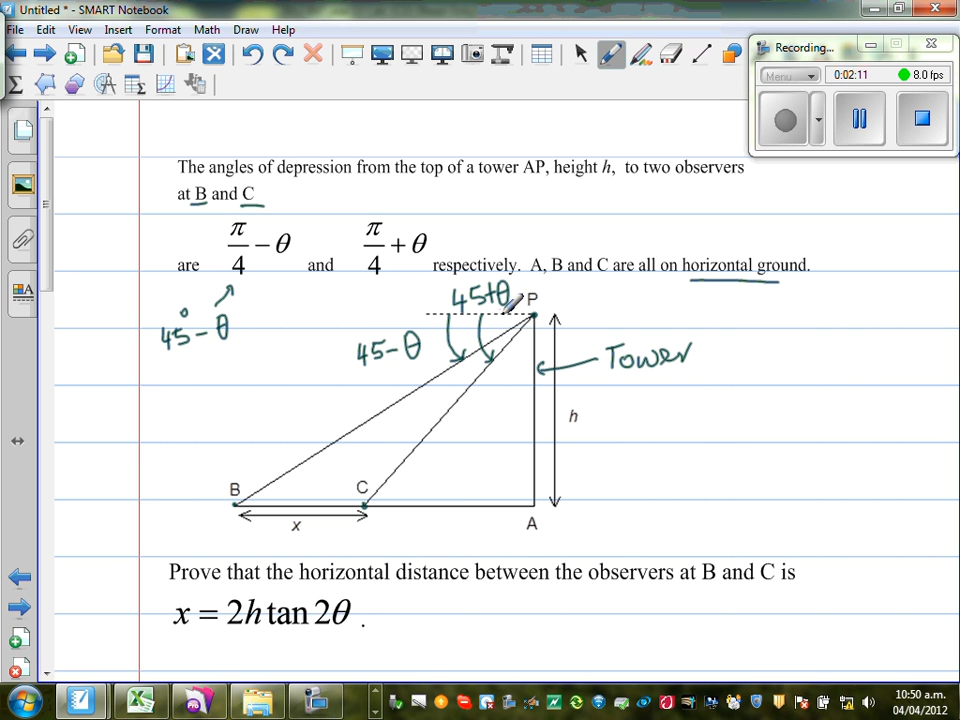 Untitled * - SMART Notebook
File Edit View Insert Format Math Draw Help
Recording...
Menu 0:02:11 8.0 fps
The angles of depression from the top of a tower AP, height h, to two observers
at B and C
are π/4 − θ and π/4 + θ respectively. A, B and C are all on horizontal ground.
45° − θ
45+θ P
45 − θ
Tower
h
B C
x A
Prove that the horizontal distance between the observers at B and C is
x = 2h tan 2θ .
10:50 a.m.
04/04/2012